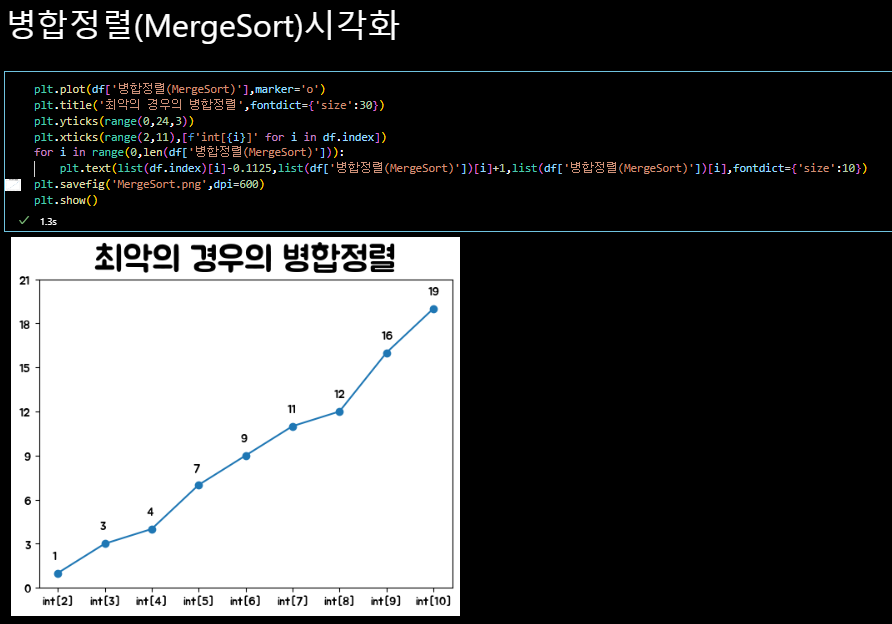 병합정렬(MergeSort)시각화
plt.plot(df['병합정렬(MergeSort)'],marker='o')
plt.title('최악의 경우의 병합정렬',fontdict={'size':30})
plt.yticks(range(0,24,3))
plt.xticks(range(2,11),[f'int[{i}]' for i in df.index])
for i in range(0,len(df['병합정렬(MergeSort)'])):
plt.text(list(df.index)[i]-0.1125,list(df['병합정렬(MergeSort)'])[i]+1,list(df['병합정렬(MergeSort)'])[i],fontdict={'size':10})
plt.savefig('MergeSort.png',dpi=600)
plt.show()
1.3s
최악의 경우의 병합정렬
21
18
15
12
9
6
3
0
1
3
4
7
9
11
12
16
19
int[2] int[3] int[4] int[5] int[6] int[7] int[8] int[9] int[10]